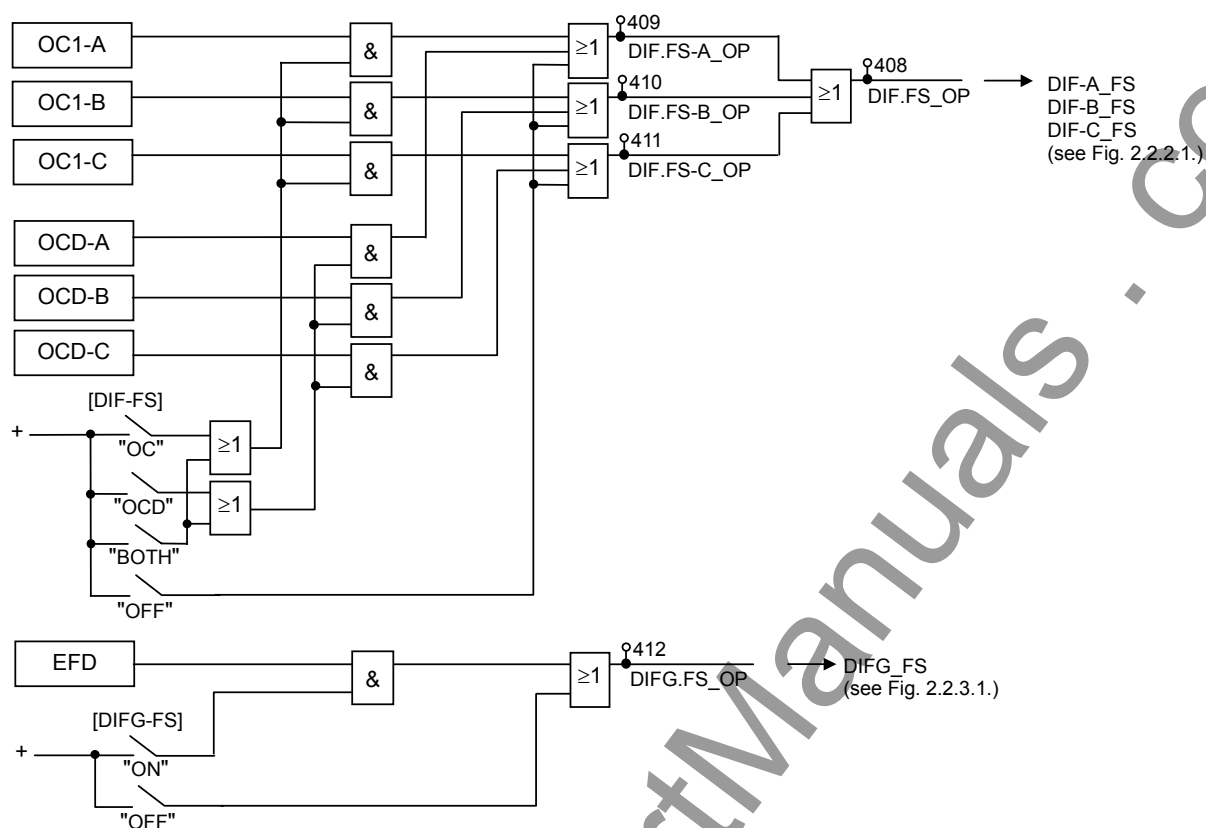 OC1-A
&
≥1
409
DIF.FS-A_OP
≥1
408
DIF.FS_OP
DIF-A_FS
DIF-B_FS
DIF-C_FS
(see Fig. 2.2.2.1.)
OC1-B
&
≥1
410
DIF.FS-B_OP
OC1-C
&
≥1
411
DIF.FS-C_OP
OCD-A
&
OCD-B
&
OCD-C
&
[DIF-FS]
+
"OC"
≥1
"OCD"
≥1
"BOTH"
"OFF"
EFD
&
≥1
412
DIFG.FS_OP
DIFG_FS
(see Fig. 2.2.3.1.)
[DIFG-FS]
+
"ON"
"OFF"